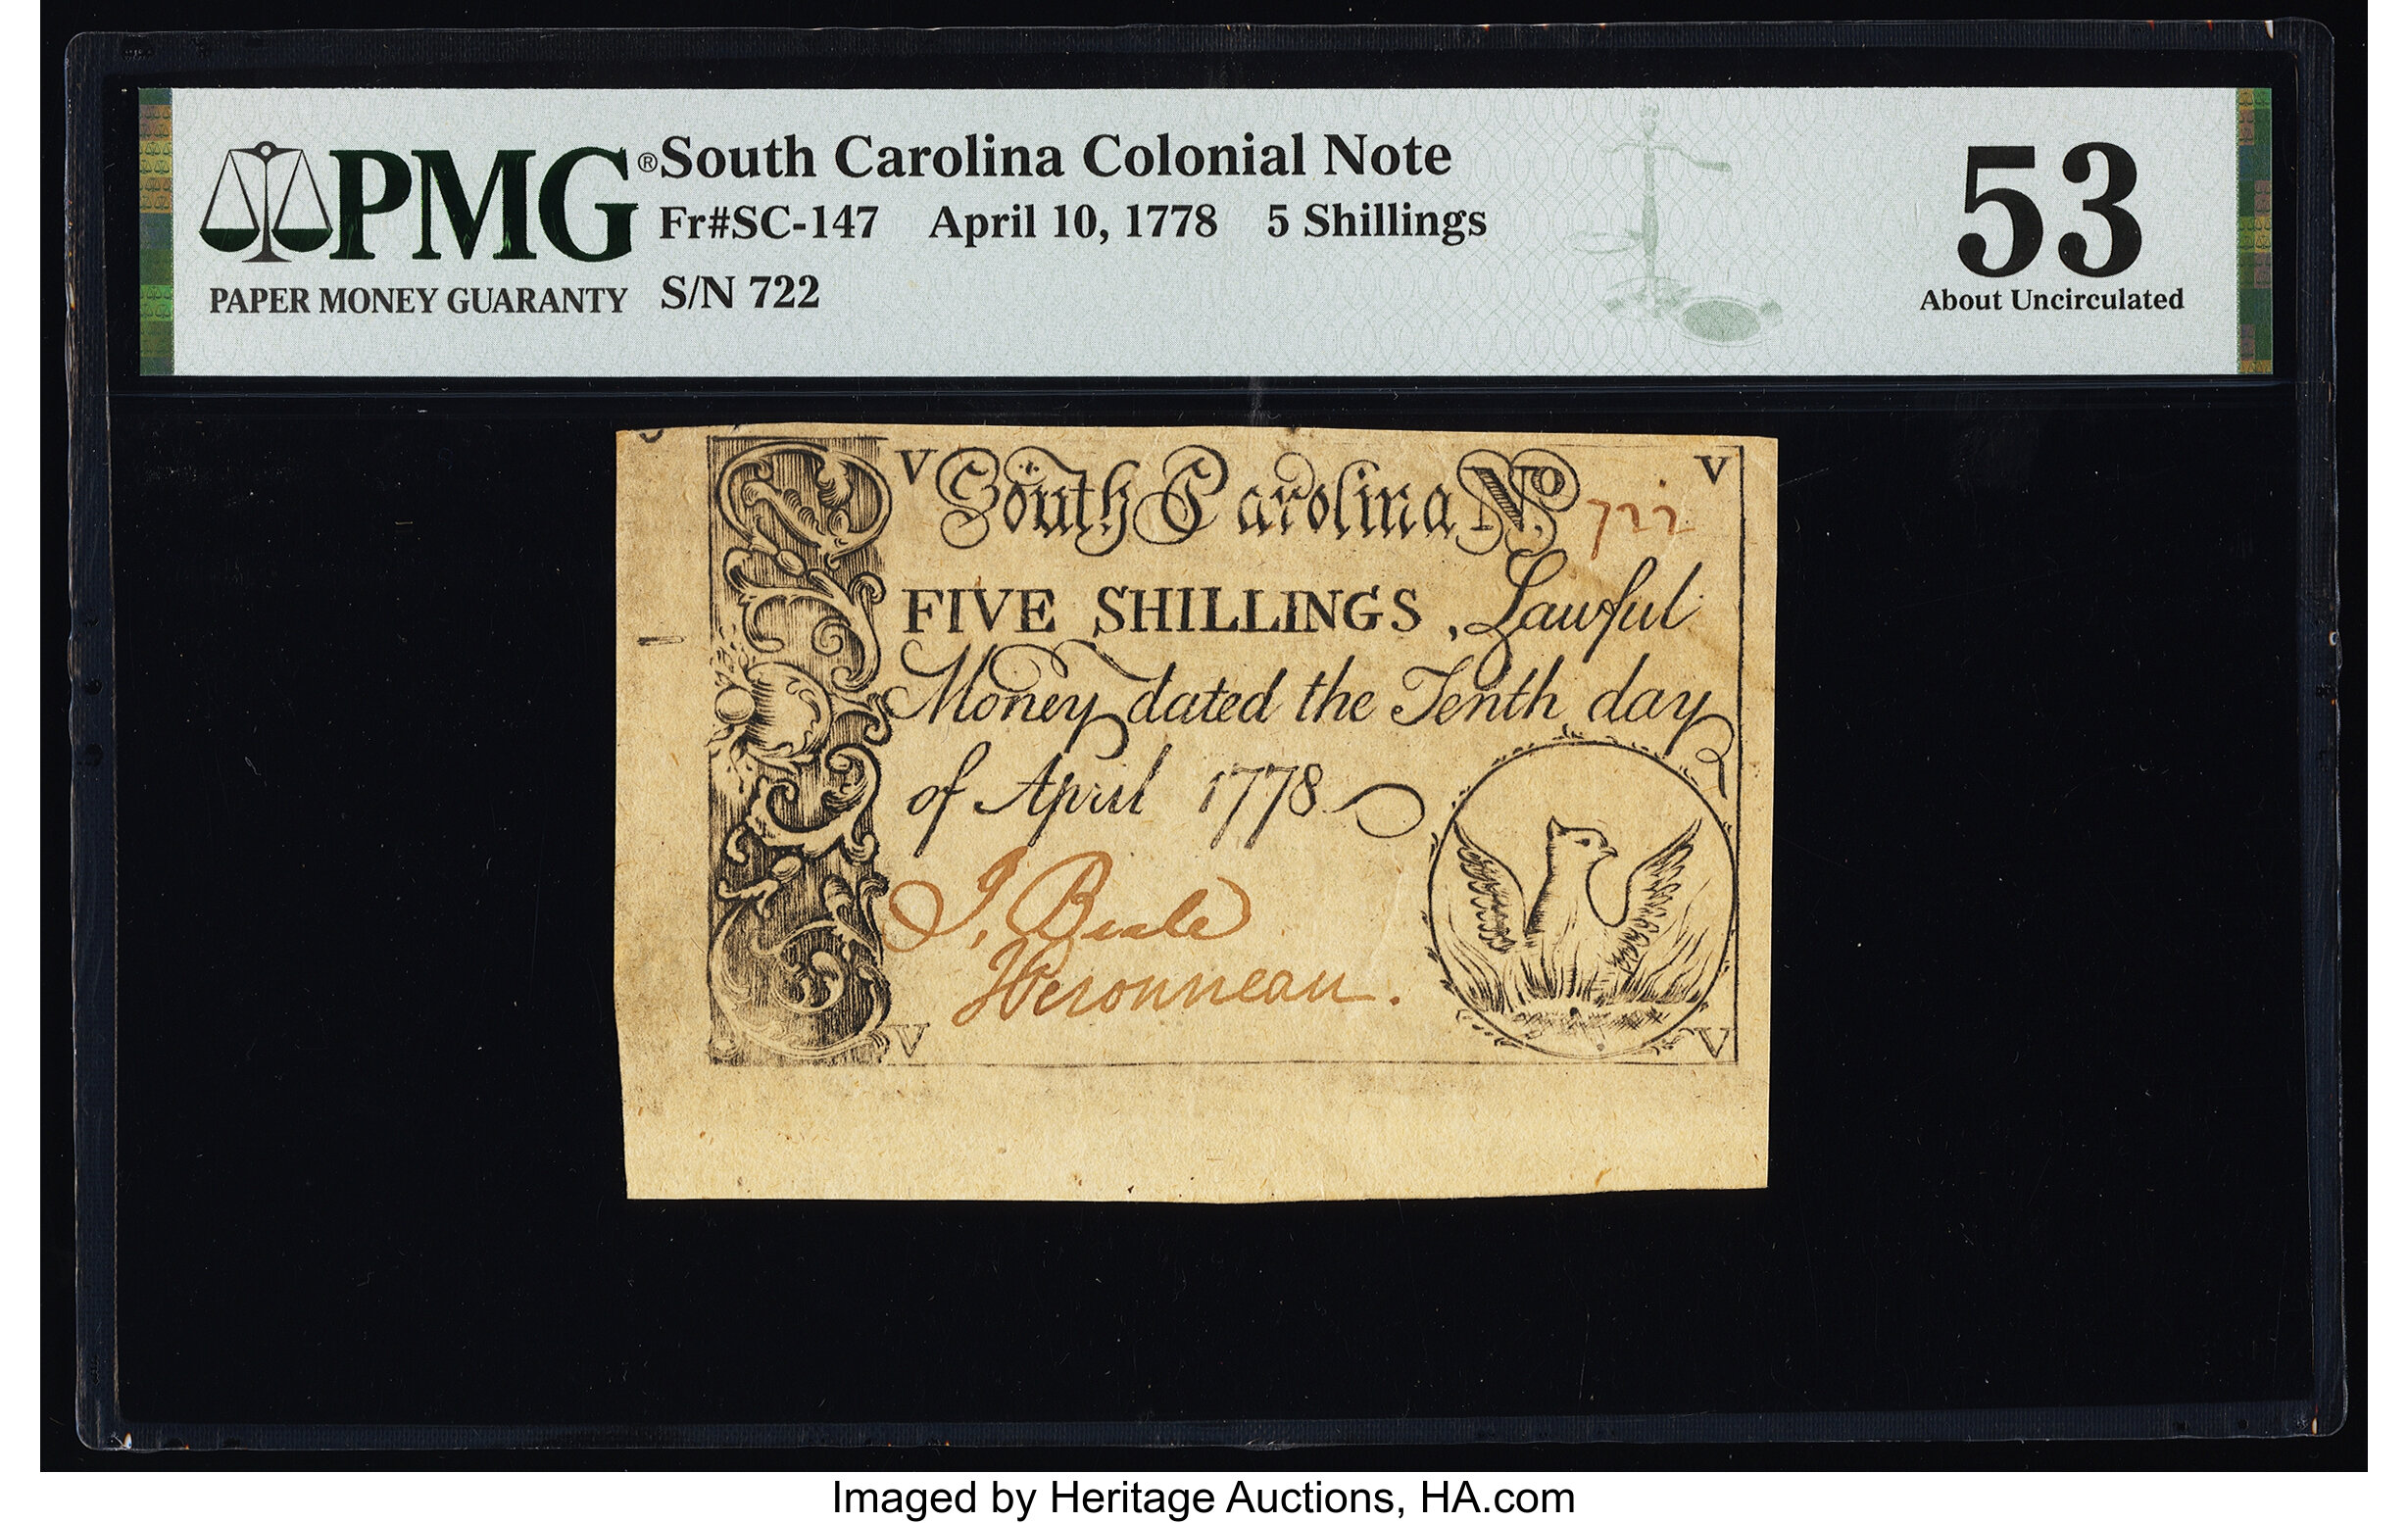 PMG®
PAPER MONEY GUARANTY
South Carolina Colonial Note
Fr#SC-147 April 10, 1778 5 Shillings
S/N 722
53
About Uncirculated
V South Carolina No. 722 V
FIVE SHILLINGS, Lawful
Money dated the Tenth day
of April 1778
J. Beale
HPeronneau.
V V
Imaged by Heritage Auctions, HA.com